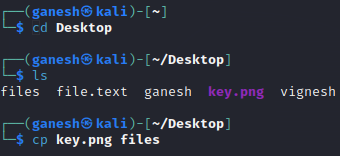 ┌──(ganesh㉿kali)-[~]
└─$ cd Desktop
┌──(ganesh㉿kali)-[~/Desktop]
└─$ ls
files  file.text  ganesh  key.png  vignesh
┌──(ganesh㉿kali)-[~/Desktop]
└─$ cp key.png files